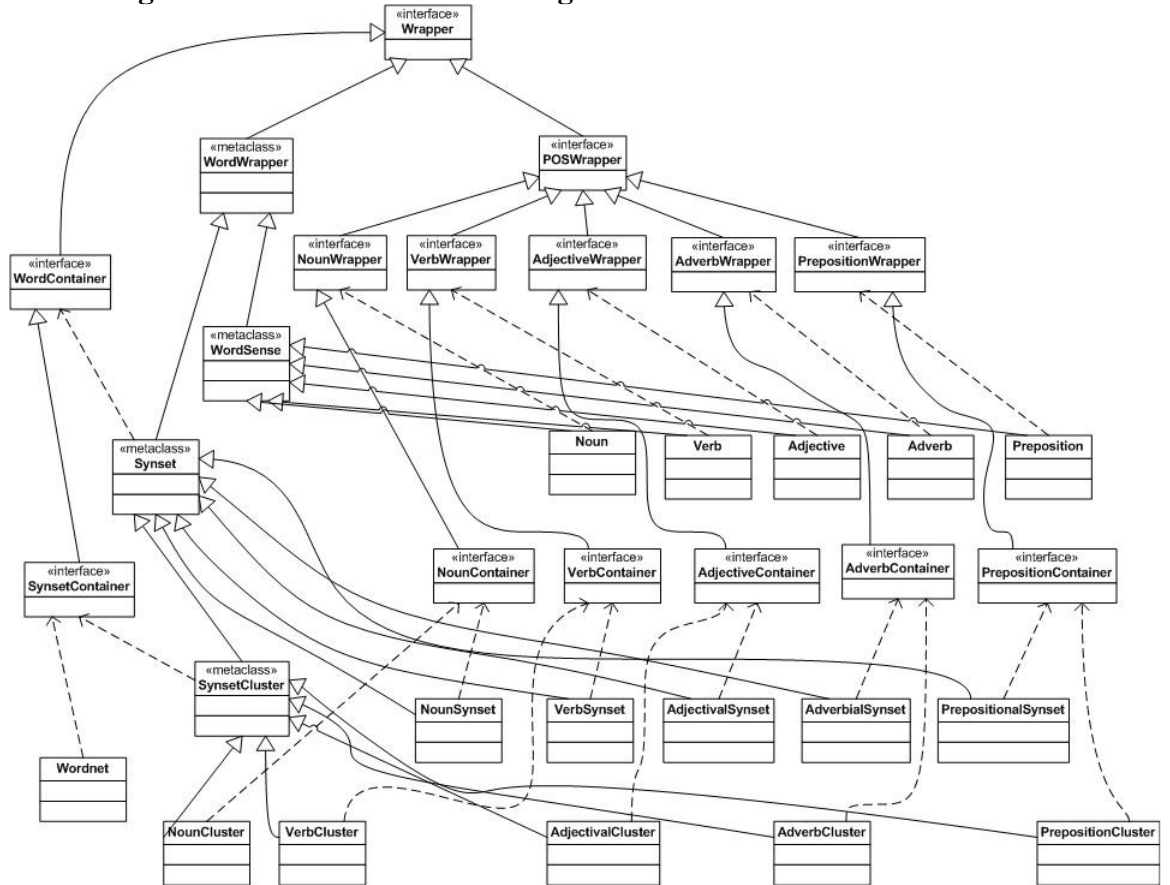 «interface»
Wrapper
«metaclass»
WordWrapper
«interface»
POSWrapper
«interface»
WordContainer
«interface»
NounWrapper
«interface»
VerbWrapper
«interface»
AdjectiveWrapper
«interface»
AdverbWrapper
«interface»
PrepositionWrapper
«metaclass»
WordSense
«metaclass»
Synset
Noun
Verb
Adjective
Adverb
Preposition
«interface»
SynsetContainer
«interface»
NounContainer
«interface»
VerbContainer
«interface»
AdjectiveContainer
«interface»
AdverbContainer
«interface»
PrepositionContainer
«metaclass»
SynsetCluster
NounSynset
VerbSynset
AdjectivalSynset
AdverbialSynset
PrepositionalSynset
Wordnet
NounCluster
VerbCluster
AdjectivalCluster
AdverbCluster
PrepositionCluster